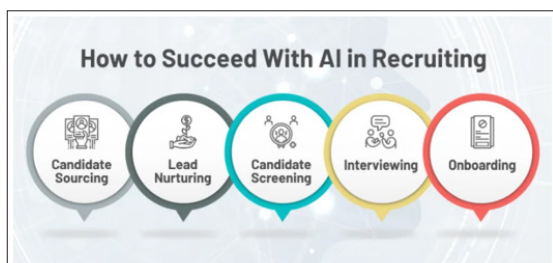 How to Succeed With AI in Recruiting
Candidate
Sourcing
Lead
Nurturing
Candidate
Screening
Interviewing
Onboarding